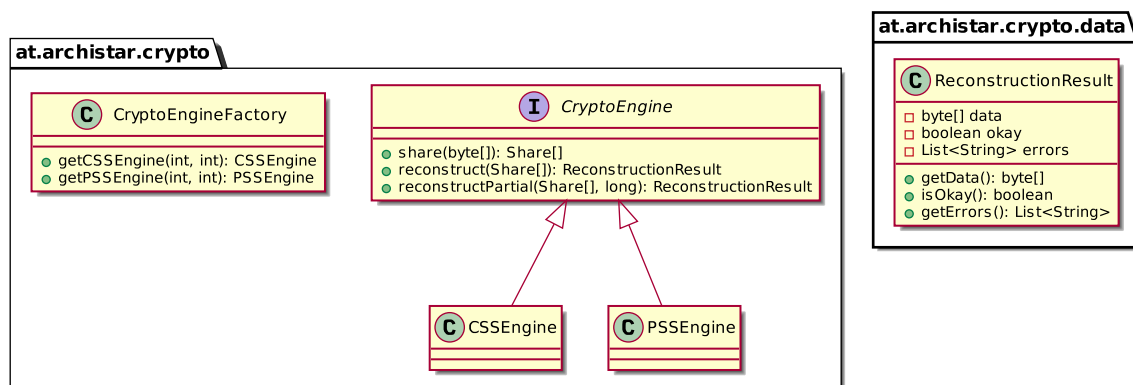 at.archistar.crypto
C CryptoEngineFactory
getCSSEngine(int, int): CSSEngine
getPSSEngine(int, int): PSSEngine
I CryptoEngine
share(byte[]): Share[]
reconstruct(Share[]): ReconstructionResult
reconstructPartial(Share[], long): ReconstructionResult
C CSSEngine
C PSSEngine
at.archistar.crypto.data
C ReconstructionResult
byte[] data
boolean okay
List<String> errors
getData(): byte[]
isOkay(): boolean
getErrors(): List<String>